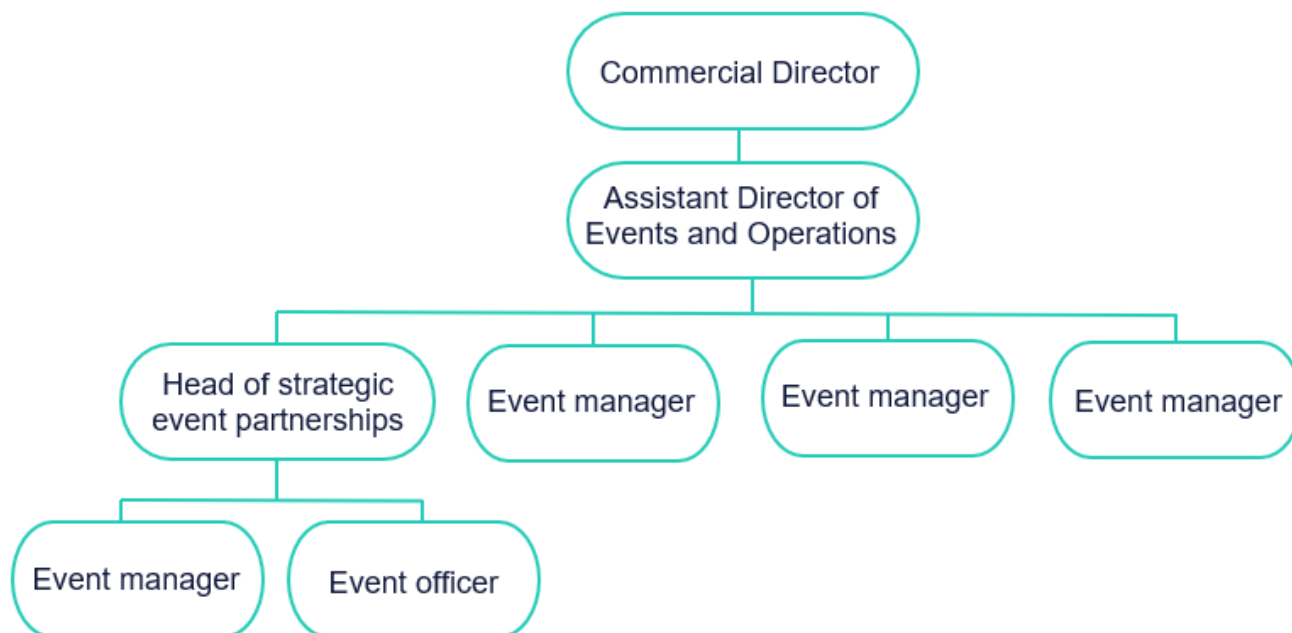 Commercial Director
Assistant Director of
Events and Operations
Head of strategic
event partnerships
Event manager
Event manager
Event manager
Event manager
Event officer